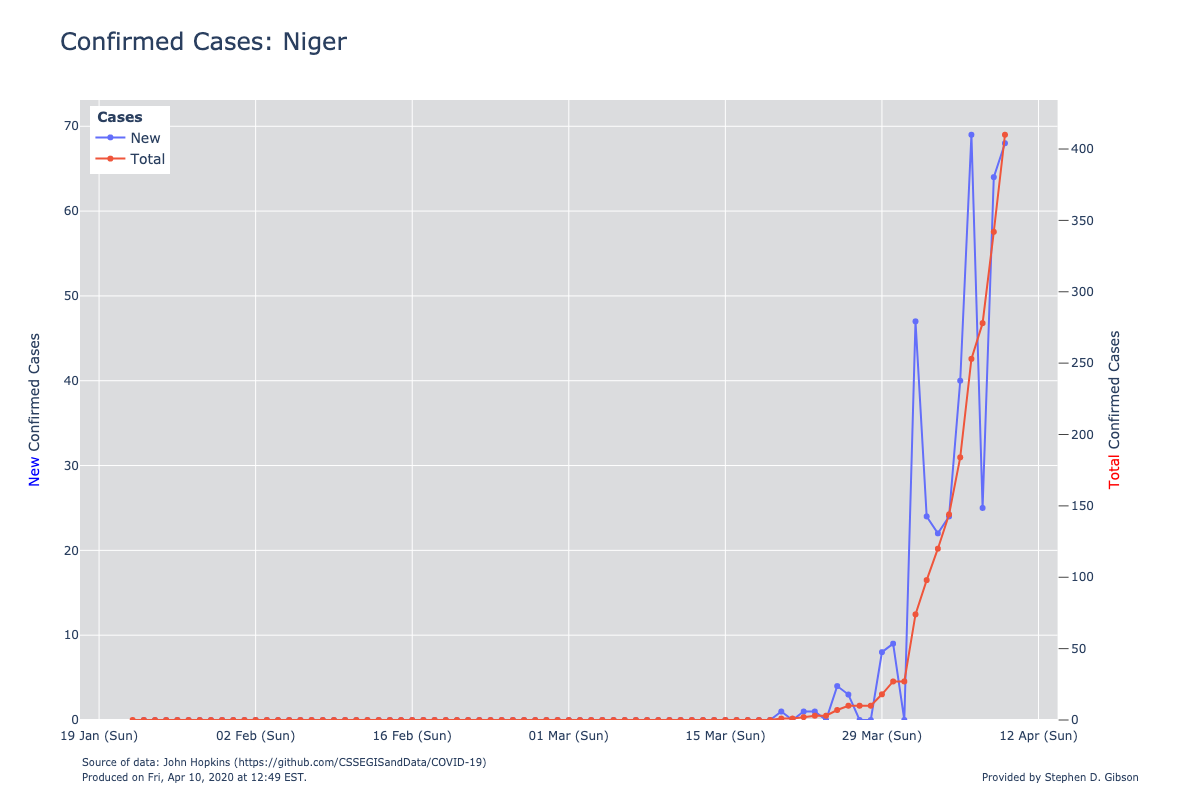 Confirmed Cases: Niger
Cases
New
Total
70
60
50
40
30
20
10
0
400
350
300
250
200
150
100
50
0
New Confirmed Cases
Total Confirmed Cases
19 Jan (Sun)
02 Feb (Sun)
16 Feb (Sun)
01 Mar (Sun)
15 Mar (Sun)
29 Mar (Sun)
12 Apr (Sun)
Source of data: John Hopkins (https://github.com/CSSEGISandData/COVID-19)
Produced on Fri, Apr 10, 2020 at 12:49 EST.
Provided by Stephen D. Gibson